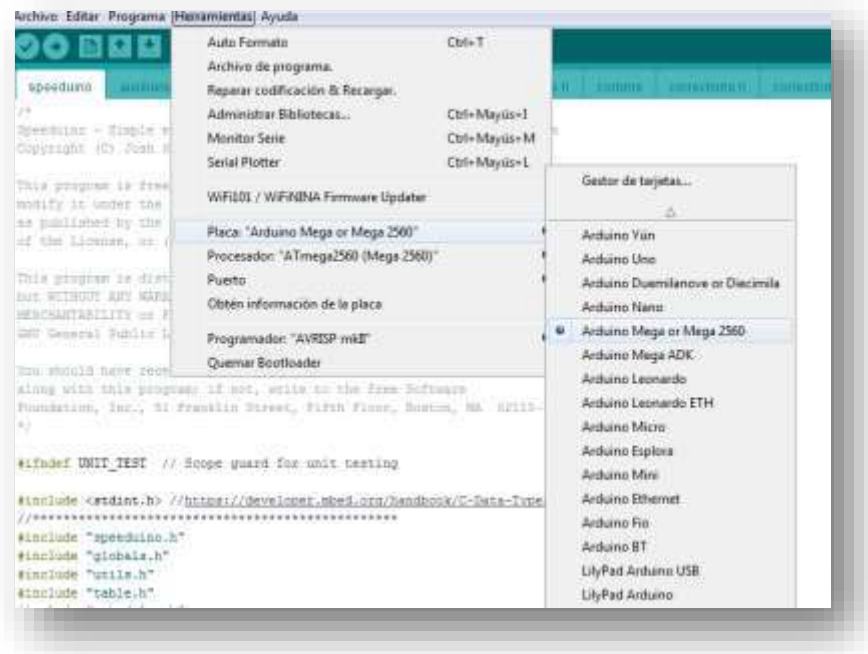 Archivo Editar Programa Herramientas Ayuda
Auto Formato Ctrl+T
Archivo de programa.
Reparar codificación & Recargar.
Administrar Bibliotecas... Ctrl+Mayús+I
Monitor Serie Ctrl+Mayús+M
Serial Plotter Ctrl+Mayús+L
WiFi101 / WiFiNINA Firmware Updater
Placa: "Arduino Mega or Mega 2560"
Procesador: "ATmega2560 (Mega 2560)"
Puerto
Obtén información de la placa
Programador: "AVRISP mkII"
Quemar Bootloader
Gestor de tarjetas...
Arduino Yún
Arduino Uno
Arduino Duemilanove or Diecimila
Arduino Nano
Arduino Mega or Mega 2560
Arduino Mega ADK
Arduino Leonardo
Arduino Leonardo ETH
Arduino Micro
Arduino Esplora
Arduino Mini
Arduino Ethernet
Arduino Fio
Arduino BT
LilyPad Arduino USB
LilyPad Arduino
speeduino comms
/*
Speeduino - Simple
Copyright (C) Josh
This program is free
modify it under the
as published by the
of the License, or
This program is
but WITHOUT ANY
MERCHANTABILITY or
GNU General Public
You should have
along with this program; if not, write to the Free Software
Foundation, Inc., 51 Franklin Street, Fifth Floor, Boston, MA 02110-
*/
#ifndef UNIT_TEST // Scope guard for unit testing
#include <stdint.h> //https://developer.mbed.org/handbook/C-Data-Type
#include "speeduino.h"
#include "globals.h"
#include "utils.h"
#include "table.h"